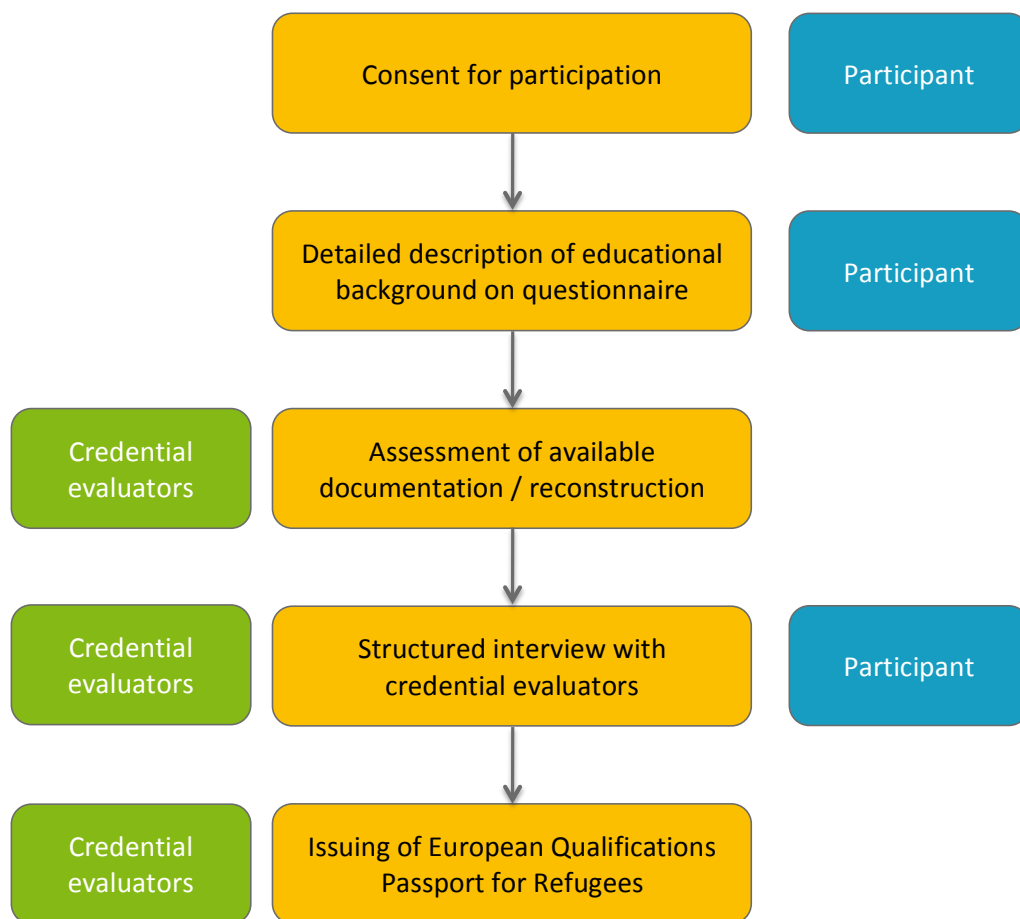 Consent for participation
Participant
Detailed description of educational
background on questionnaire
Participant
Credential
evaluators
Assessment of available
documentation / reconstruction
Credential
evaluators
Structured interview with
credential evaluators
Participant
Credential
evaluators
Issuing of European Qualifications
Passport for Refugees